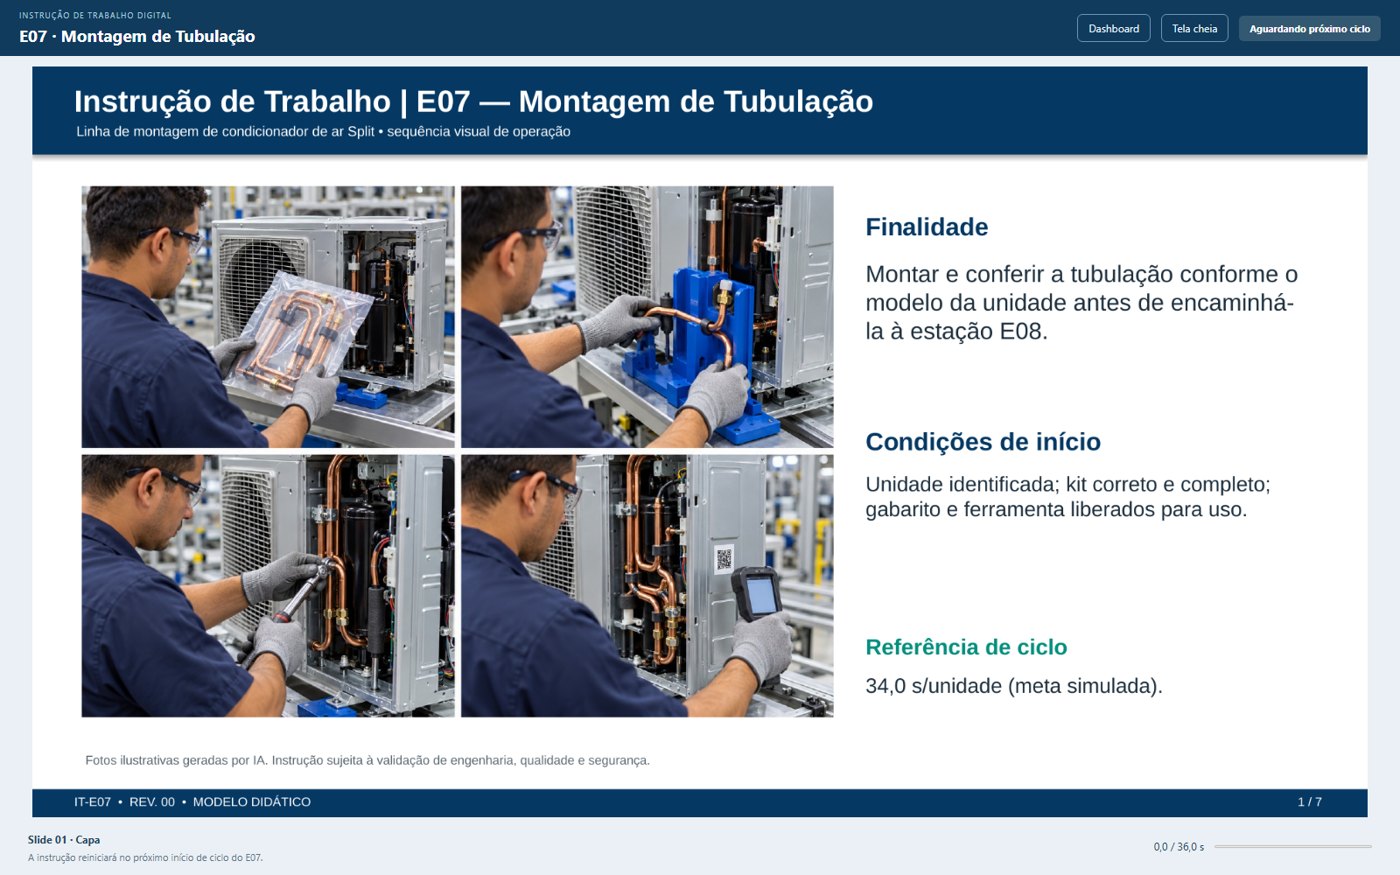 INSTRUÇÃO DE TRABALHO DIGITAL
E07 · Montagem de Tubulação
Dashboard
Tela cheia
Aguardando próximo ciclo
Instrução de Trabalho | E07 — Montagem de Tubulação
Linha de montagem de condicionador de ar Split • sequência visual de operação
Finalidade
Montar e conferir a tubulação conforme o
modelo da unidade antes de encaminhá-
la à estação E08.
Condições de início
Unidade identificada; kit correto e completo;
gabarito e ferramenta liberados para uso.
Referência de ciclo
34,0 s/unidade (meta simulada).
Fotos ilustrativas geradas por IA. Instrução sujeita à validação de engenharia, qualidade e segurança.
IT-E07 • REV. 00 • MODELO DIDÁTICO
1 / 7
Slide 01 · Capa
A instrução reiniciará no próximo início de ciclo do E07.
0,0 / 36,0 s